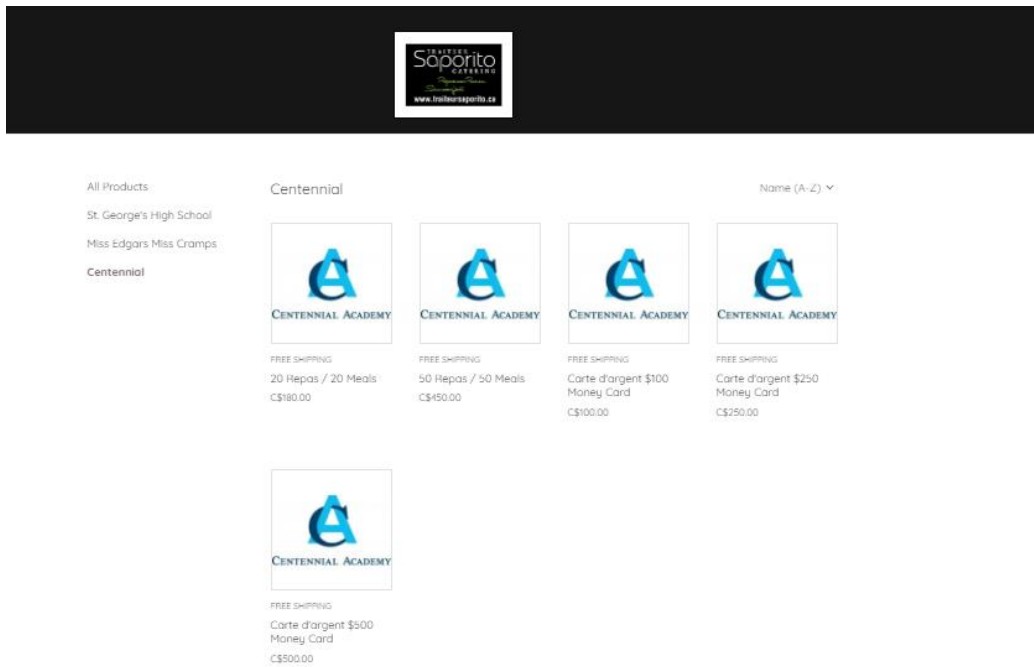 TRAITEUR
Saporito
CATERING
www.traiteursaporito.ca
All Products
St. George's High School
Miss Edgars Miss Cramps
Centennial
Centennial
Name (A-Z)
CENTENNIAL ACADEMY
FREE SHIPPING
20 Repas / 20 Meals
C$180.00
CENTENNIAL ACADEMY
FREE SHIPPING
50 Repas / 50 Meals
C$450.00
CENTENNIAL ACADEMY
FREE SHIPPING
Carte d'argent $100
Money Card
C$100.00
CENTENNIAL ACADEMY
FREE SHIPPING
Carte d'argent $250
Money Card
C$250.00
CENTENNIAL ACADEMY
FREE SHIPPING
Carte d'argent $500
Money Card
C$500.00